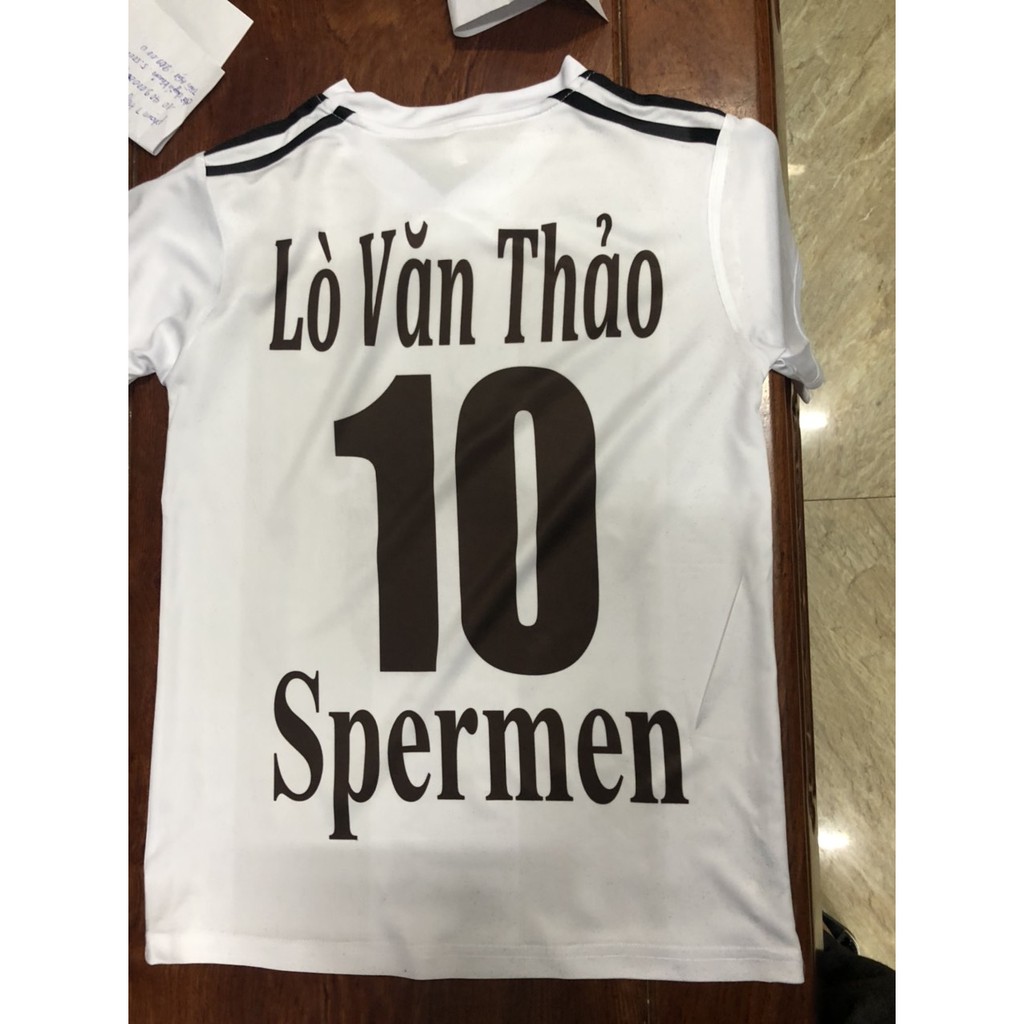 Lò Văn Thảo
10
Spermen